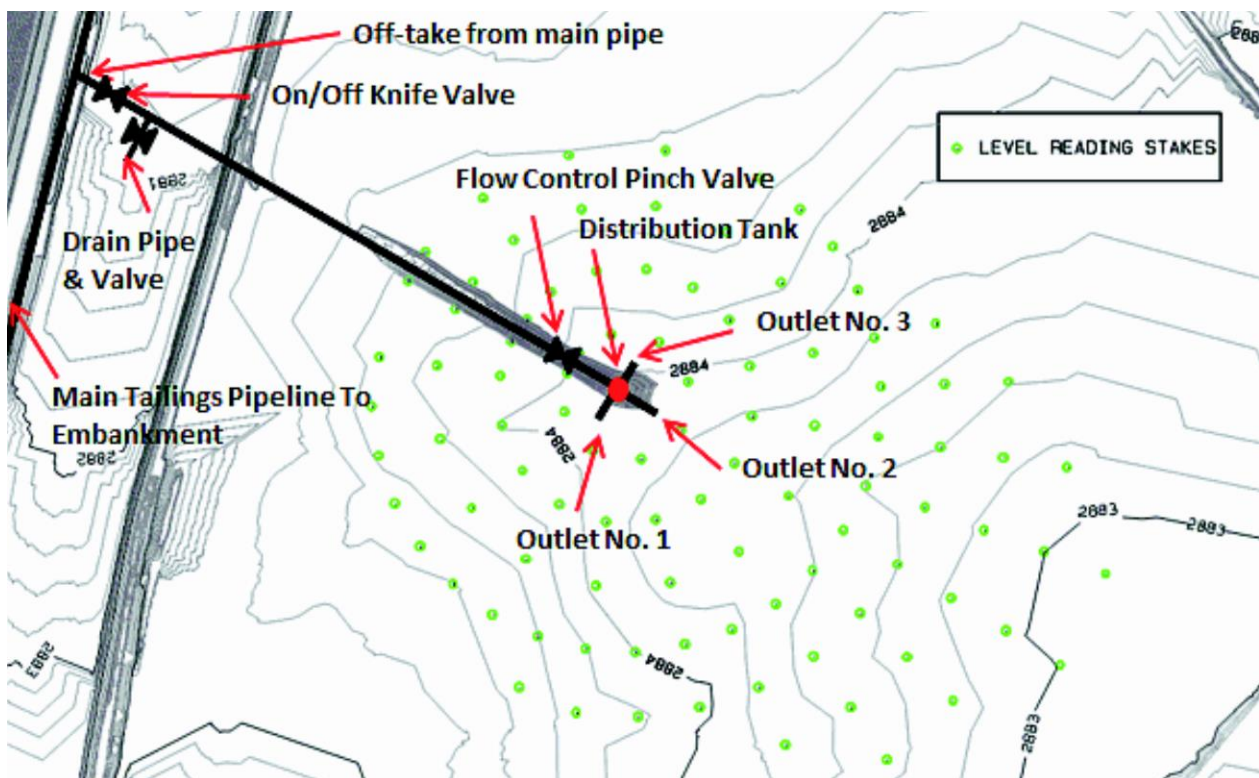 Off-take from main pipe
On/Off Knife Valve
LEVEL READING STAKES
Flow Control Pinch Valve
2881
2884
Distribution Tank
Drain Pipe
& Valve
Outlet No. 3
2884
Main Tailings Pipeline To
Embankment
2882
2884
Outlet No. 2
Outlet No. 1
2883
2883
2883
2884
2883